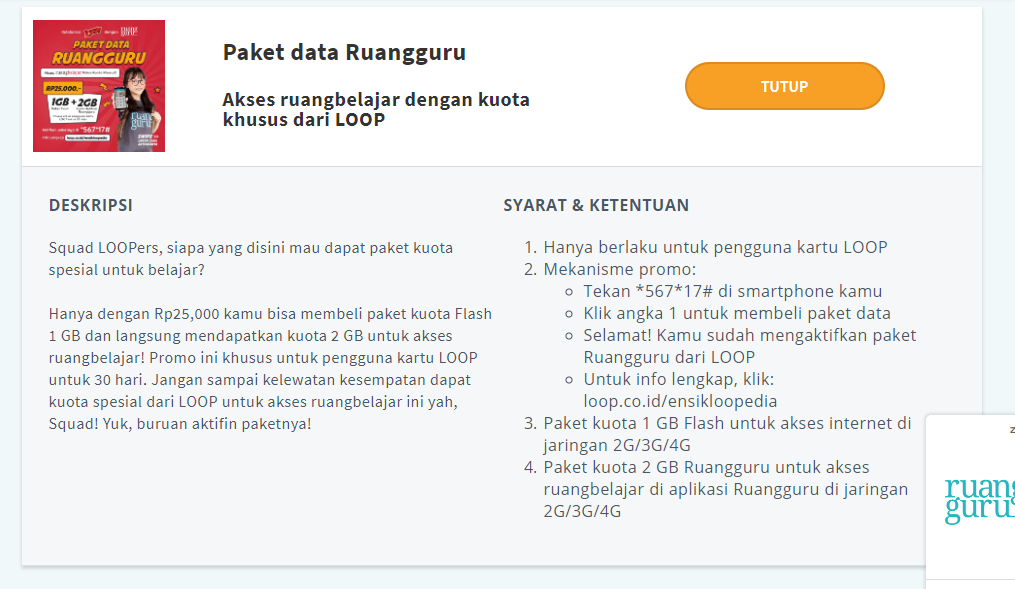 PAKET DATA
RUANGGURU
RP25.000.-
1GB + 2GB
*567*17#
ruang
guru
Paket data Ruangguru
Akses ruangbelajar dengan kuota
khusus dari LOOP
TUTUP
DESKRIPSI
Squad LOOPers, siapa yang disini mau dapat paket kuota
spesial untuk belajar?
Hanya dengan Rp25,000 kamu bisa membeli paket kuota Flash
1 GB dan langsung mendapatkan kuota 2 GB untuk akses
ruangbelajar! Promo ini khusus untuk pengguna kartu LOOP
untuk 30 hari. Jangan sampai kelewatan kesempatan dapat
kuota spesial dari LOOP untuk akses ruangbelajar ini yah,
Squad! Yuk, buruan aktifin paketnya!
SYARAT & KETENTUAN
1. Hanya berlaku untuk pengguna kartu LOOP
2. Mekanisme promo:
Tekan *567*17# di smartphone kamu
Klik angka 1 untuk membeli paket data
Selamat! Kamu sudah mengaktifkan paket
Ruangguru dari LOOP
Untuk info lengkap, klik:
loop.co.id/ensikloopedia
3. Paket kuota 1 GB Flash untuk akses internet di
jaringan 2G/3G/4G
4. Paket kuota 2 GB Ruangguru untuk akses
ruangbelajar di aplikasi Ruangguru di jaringan
2G/3G/4G
ruang
guru